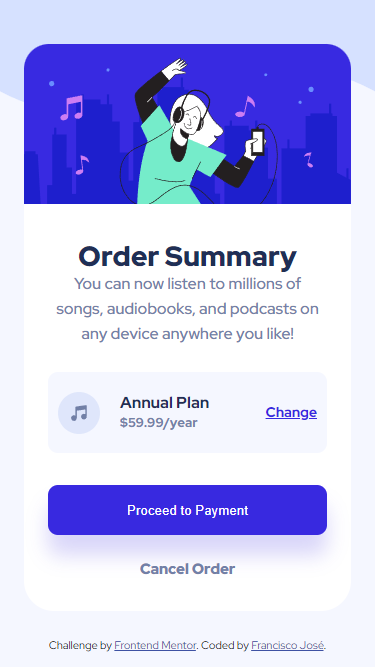 Order Summary
You can now listen to millions of
songs, audiobooks, and podcasts on
any device anywhere you like!
Annual Plan
$59.99/year
Change
Proceed to Payment
Cancel Order
Challenge by Frontend Mentor. Coded by Francisco José.